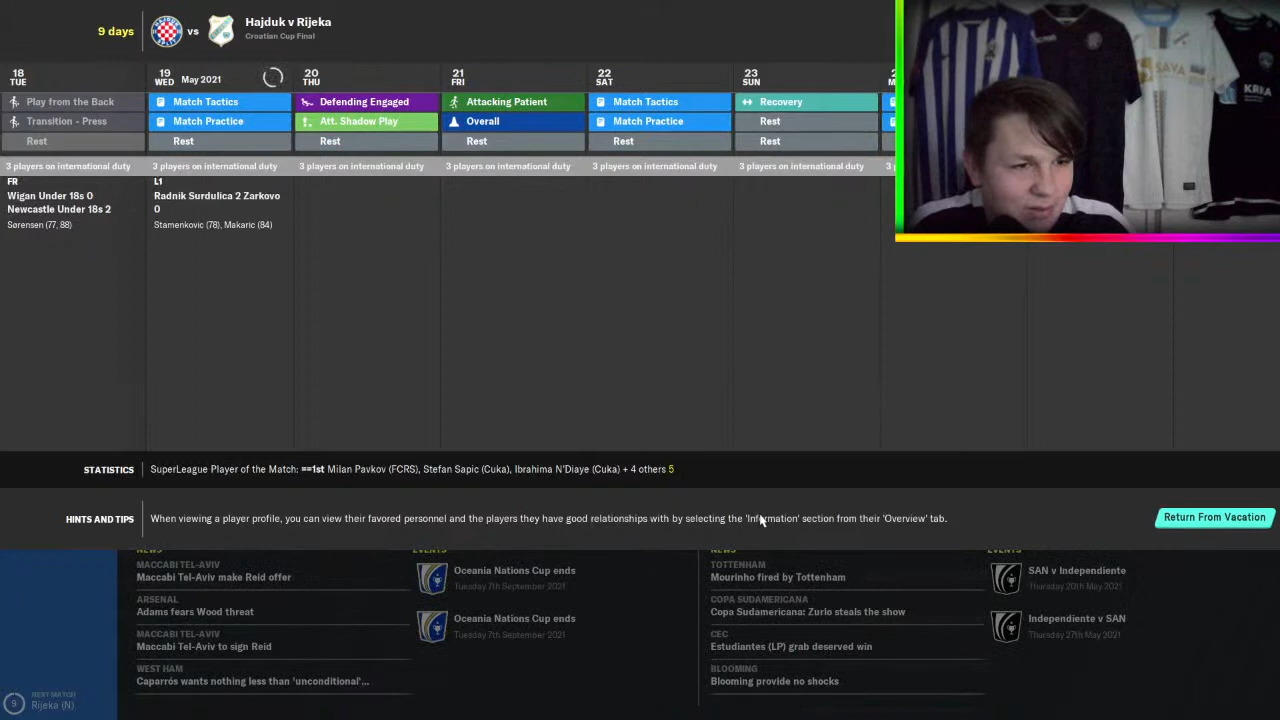 9 days
vs
Hajduk v Rijeka
Croatian Cup Final
18
TUE
19
WED
May 2021
20
THU
21
FRI
22
SAT
23
SUN
Play from the Back
Match Tactics
Defending Engaged
Attacking Patient
Match Tactics
Recovery
Transition - Press
Match Practice
Att. Shadow Play
Overall
Match Practice
Rest
Rest
Rest
Rest
Rest
Rest
Rest
3 players on international duty
3 players on international duty
3 players on international duty
3 players on international duty
3 players on international duty
3 players on international duty
FR
Wigan Under 18s 0
Newcastle Under 18s 2
Sørensen (77, 88)
L1
Radnik Surdulica 2 Zarkovo
0
Stamenkovic (78), Makaric (84)
STATISTICS
SuperLeague Player of the Match: ==1st Milan Pavkov (FCRS), Stefan Sapic (Cuka), Ibrahima N'Diaye (Cuka) + 4 others 5
HINTS AND TIPS
When viewing a player profile, you can view their favored personnel and the players they have good relationships with by selecting the 'Information' section from their 'Overview' tab.
Return From Vacation
NEWS
MACCABI TEL-AVIV
Maccabi Tel-Aviv make Reid offer
ARSENAL
Adams fears Wood threat
MACCABI TEL-AVIV
Maccabi Tel-Aviv to sign Reid
WEST HAM
Caparrós wants nothing less than 'unconditional'...
EVENTS
Oceania Nations Cup ends
Tuesday 7th September 2021
Oceania Nations Cup ends
Tuesday 7th September 2021
NEWS
TOTTENHAM
Mourinho fired by Tottenham
COPA SUDAMERICANA
Copa Sudamericana: Zurlo steals the show
CEC
Estudiantes (LP) grab deserved win
BLOOMING
Blooming provide no shocks
EVENTS
SAN v Independiente
Thursday 20th May 2021
Independiente v SAN
Thursday 27th May 2021
9
NEXT MATCH
Rijeka (N)
SAVA